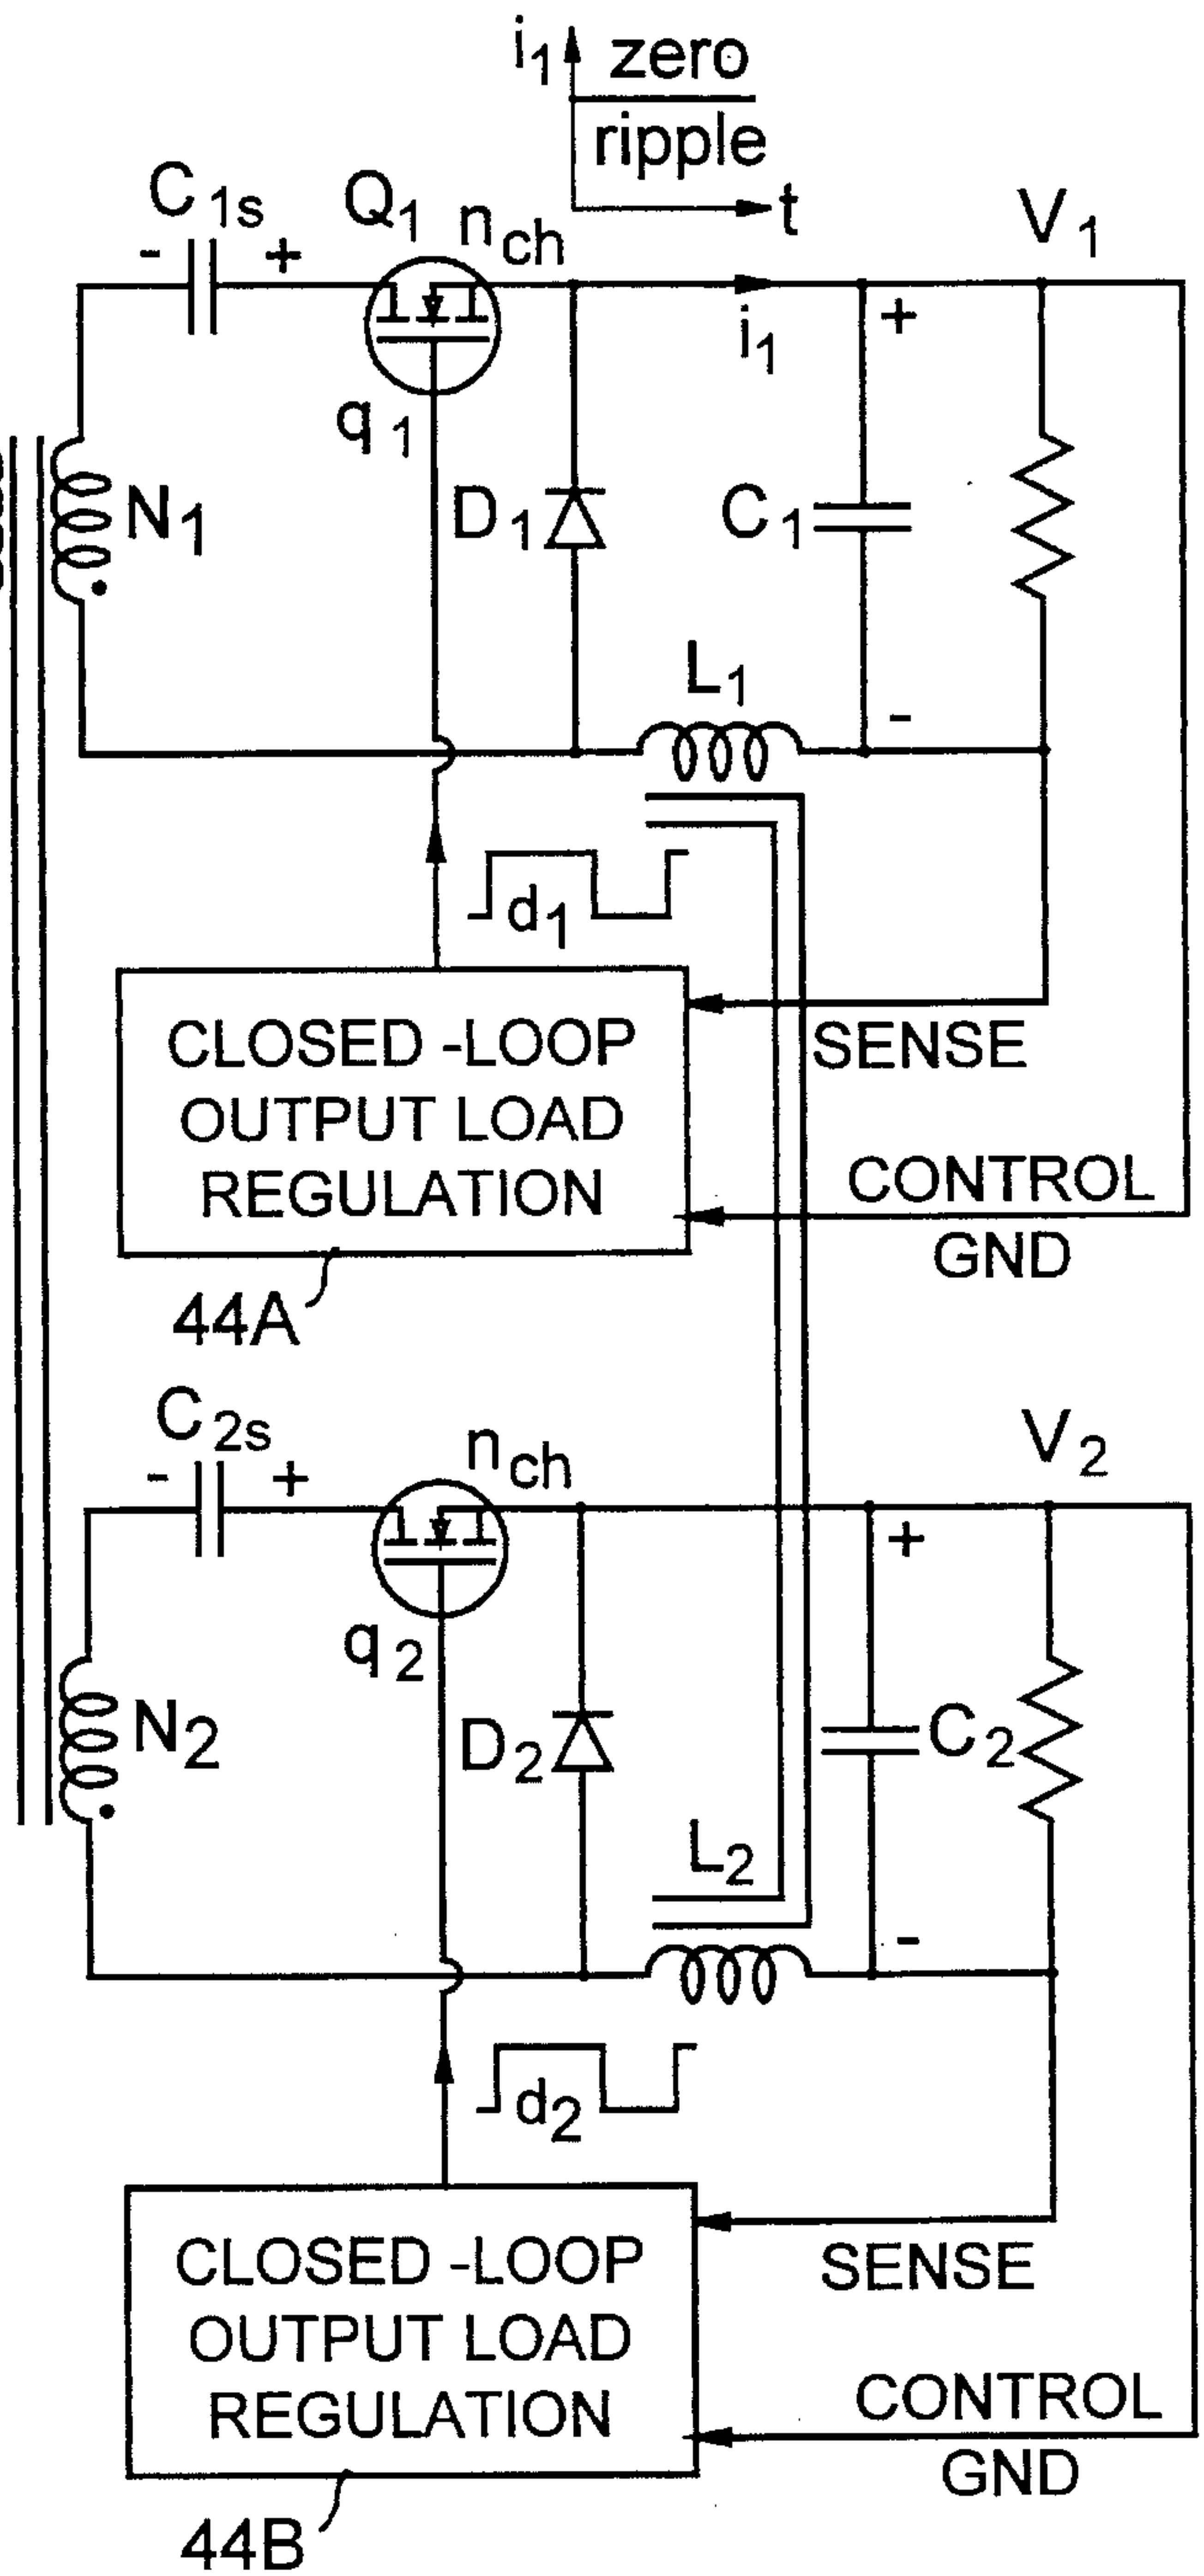 i1 zero
ripple
t
C1s
Q1
nch
V1
- +
i1
+
q1
N1
D1
C1
L1
-
d1
CLOSED -LOOP
OUTPUT LOAD
REGULATION
SENSE
CONTROL
GND
44A
C2s
nch
V2
- +
+
q2
N2
D2
C2
L2
-
d2
CLOSED -LOOP
OUTPUT LOAD
REGULATION
SENSE
CONTROL
GND
44B